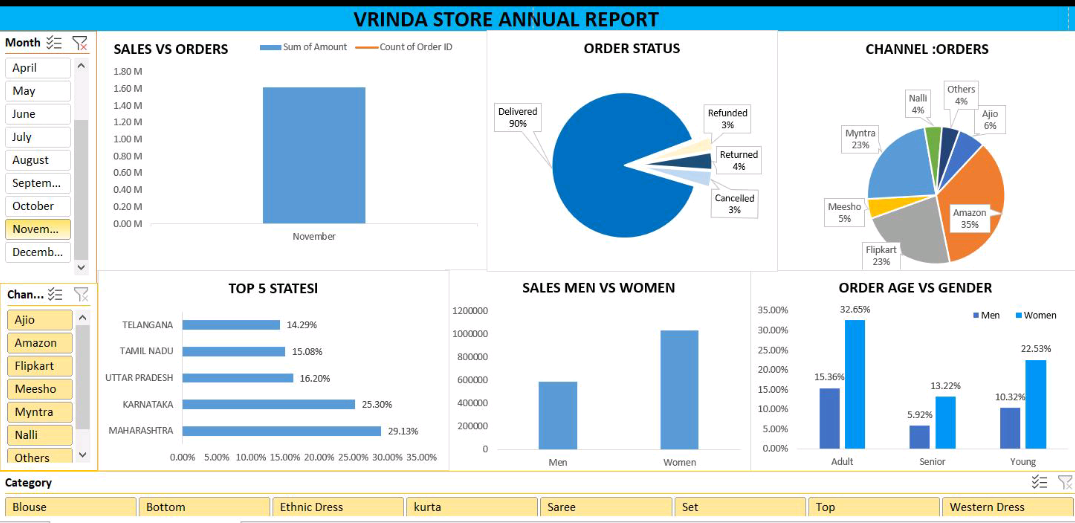 VRINDA STORE ANNUAL REPORT
Month
April
May
June
July
August
Septem...
October
Novem...
Decemb...
SALES VS ORDERS
Sum of Amount
Count of Order ID
1.80 M
1.60 M
1.40 M
1.20 M
1.00 M
0.80 M
0.60 M
0.40 M
0.20 M
0.00 M
November
ORDER STATUS
Delivered
90%
Refunded
3%
Returned
4%
Cancelled
3%
CHANNEL :ORDERS
Nalli
4%
Others
4%
Ajio
6%
Myntra
23%
Meesho
5%
Amazon
35%
Flipkart
23%
Chan...
Ajio
Amazon
Flipkart
Meesho
Myntra
Nalli
Others
TOP 5 STATESI
TELANGANA 14.29%
TAMIL NADU 15.08%
UTTAR PRADESH 16.20%
KARNATAKA 25.30%
MAHARASHTRA 29.13%
0.00% 5.00% 10.00% 15.00% 20.00% 25.00% 30.00% 35.00%
SALES MEN VS WOMEN
1200000
1000000
800000
600000
400000
200000
0
Men Women
ORDER AGE VS GENDER
Men Women
35.00%
30.00%
25.00%
20.00%
15.00%
10.00%
5.00%
0.00%
15.36% 32.65%
5.92% 13.22%
10.32% 22.53%
Adult Senior Young
Category
Blouse Bottom Ethnic Dress kurta Saree Set Top Western Dress